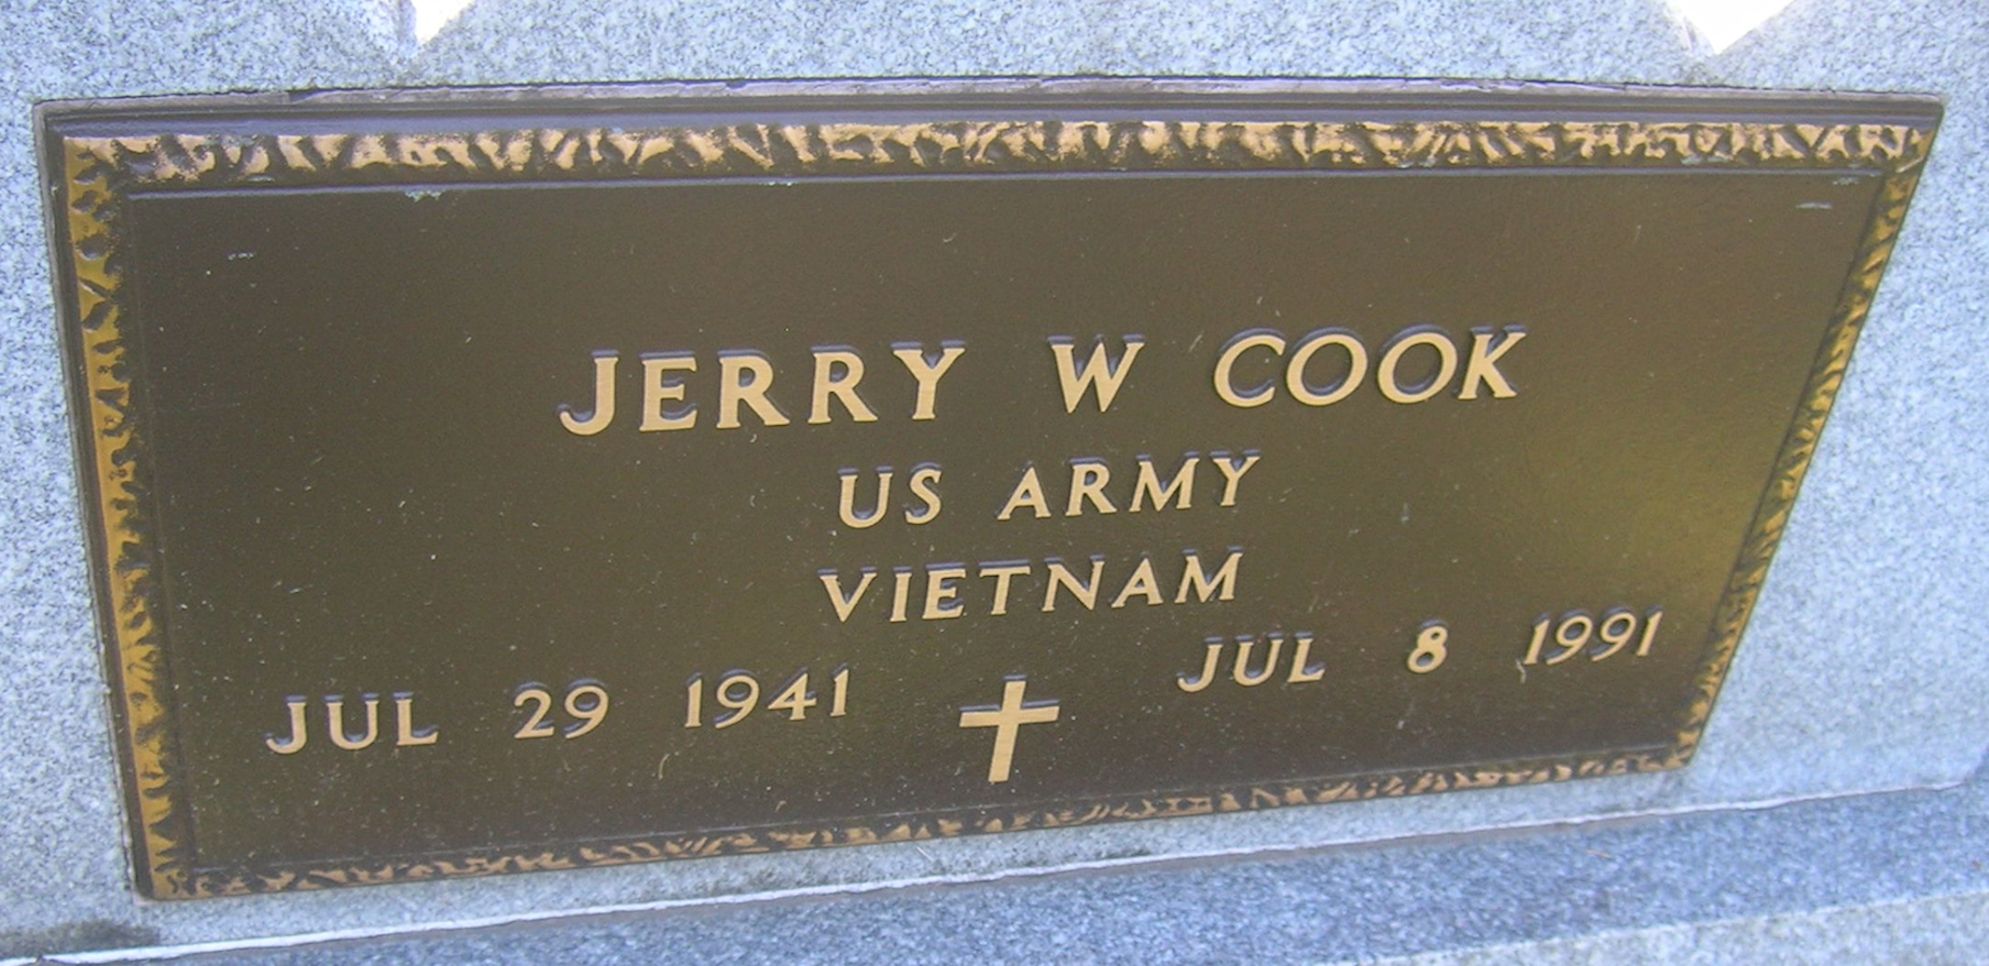 JERRY W COOK
US ARMY
VIETNAM
JUL 29 1941 JUL 8 1991